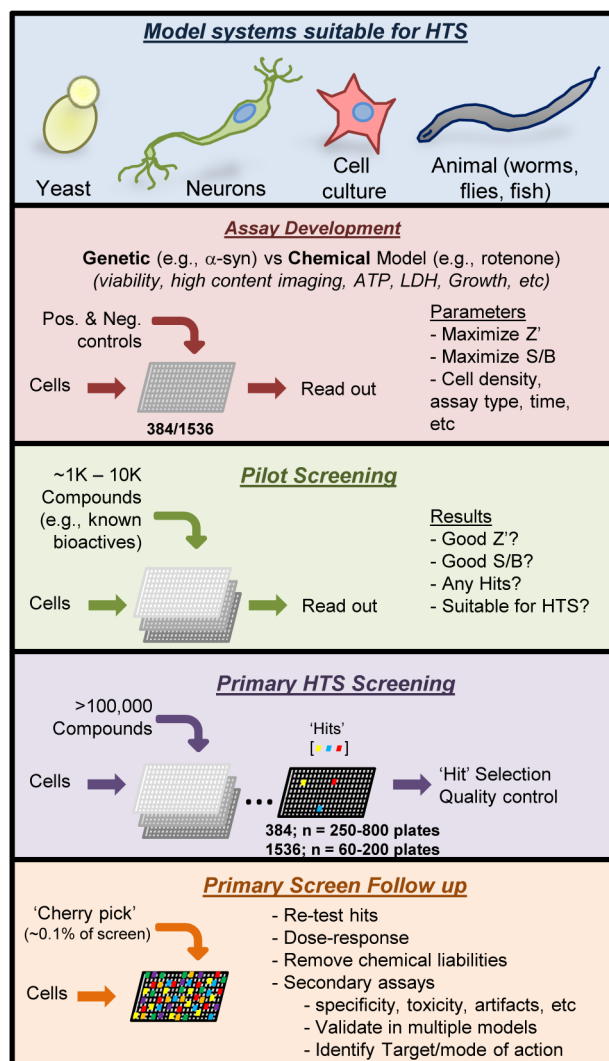 Model systems suitable for HTS
Yeast
Neurons
Cell
culture
Animal (worms,
flies, fish)
Assay Development
Genetic (e.g., α-syn) vs Chemical Model (e.g., rotenone)
(viability, high content imaging, ATP, LDH, Growth, etc)
Pos. & Neg.
controls
Cells
384/1536
Read out
Parameters
- Maximize Z'
- Maximize S/B
- Cell density,
assay type, time,
etc
Pilot Screening
~1K – 10K
Compounds
(e.g., known
bioactives)
Cells
Read out
Results
- Good Z'?
- Good S/B?
- Any Hits?
- Suitable for HTS?
Primary HTS Screening
>100,000
Compounds
Cells
...
'Hits'
[ ]
384; n = 250-800 plates
1536; n = 60-200 plates
'Hit' Selection
Quality control
Primary Screen Follow up
'Cherry pick'
(~0.1% of screen)
Cells
- Re-test hits
- Dose-response
- Remove chemical liabilities
- Secondary assays
- specificity, toxicity, artifacts, etc
- Validate in multiple models
- Identify Target/mode of action